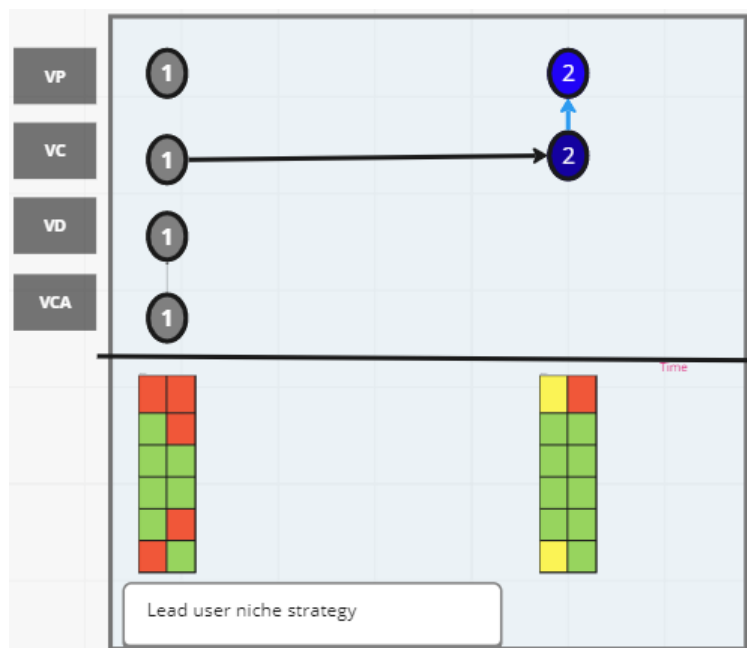 VP 1 2
VC 1 2
VD 1
VCA 1
Time
Lead user niche strategy